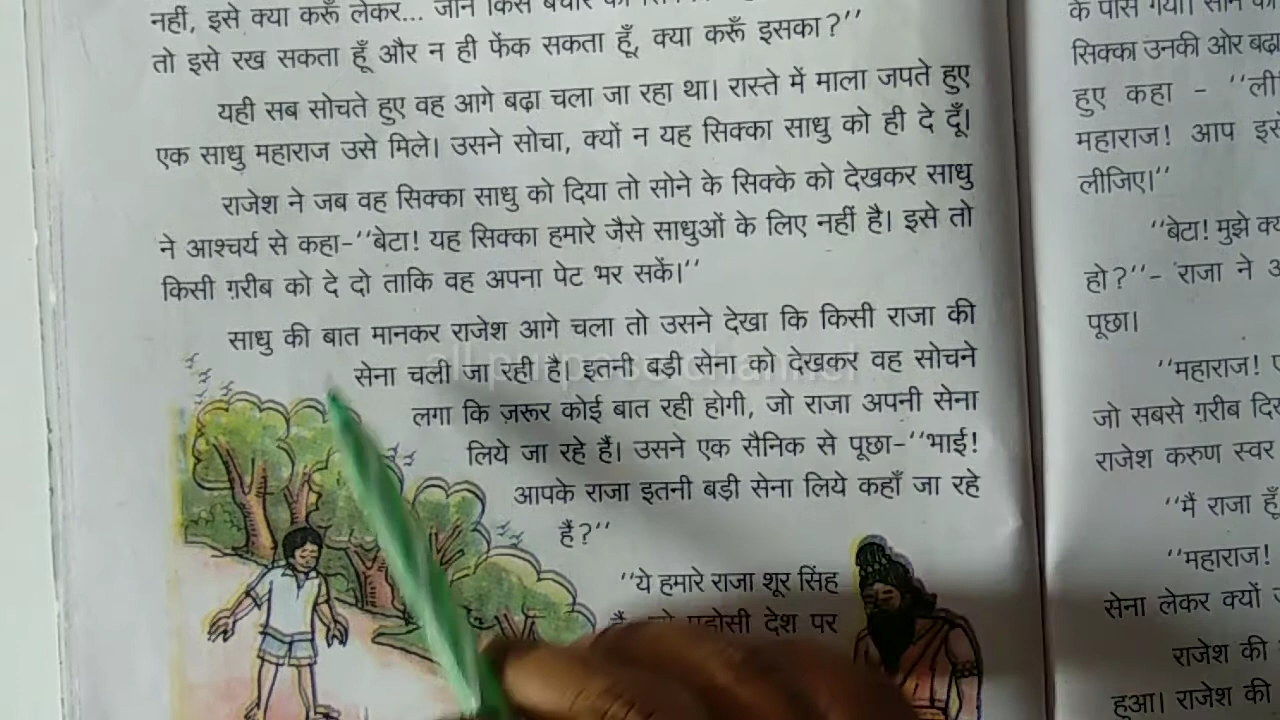 नहीं, इसे क्या करूँ लेकर... जाने किस
तो इसे रख सकता हूँ और न ही फेंक सकता हूँ, क्या करूँ इसका?''
यही सब सोचते हुए वह आगे बढ़ा चला जा रहा था। रास्ते में माला जपते हुए
एक साधु महाराज उसे मिले। उसने सोचा, क्यों न यह सिक्का साधु को ही दे दूँ।
राजेश ने जब वह सिक्का साधु को दिया तो सोने के सिक्के को देखकर साधु
ने आश्चर्य से कहा-''बेटा! यह सिक्का हमारे जैसे साधुओं के लिए नहीं है। इसे तो
किसी ग़रीब को दे दो ताकि वह अपना पेट भर सकें।''
साधु की बात मानकर राजेश आगे चला तो उसने देखा कि किसी राजा की
सेना चली जा रही है। इतनी बड़ी सेना को देखकर वह सोचने
all purpose channel
लगा कि ज़रूर कोई बात रही होगी, जो राजा अपनी सेना
लिये जा रहे हैं। उसने एक सैनिक से पूछा-''भाई!
आपके राजा इतनी बड़ी सेना लिये कहाँ जा रहे
हैं?''
''ये हमारे राजा शूर सिंह
हैं, जो पड़ोसी देश पर
के पास गया। सोने का
सिक्का उनकी ओर बढ़ा
हुए कहा - ''ली
महाराज! आप इसे
लीजिए।''
''बेटा! मुझे क्य
हो?''- राजा ने
पूछा।
''महाराज!
जो सबसे ग़रीब दि
राजेश करुण स्वर
''मैं राजा हूँ
''महाराज!
सेना लेकर क्यों
राजेश की
हुआ। राजेश की